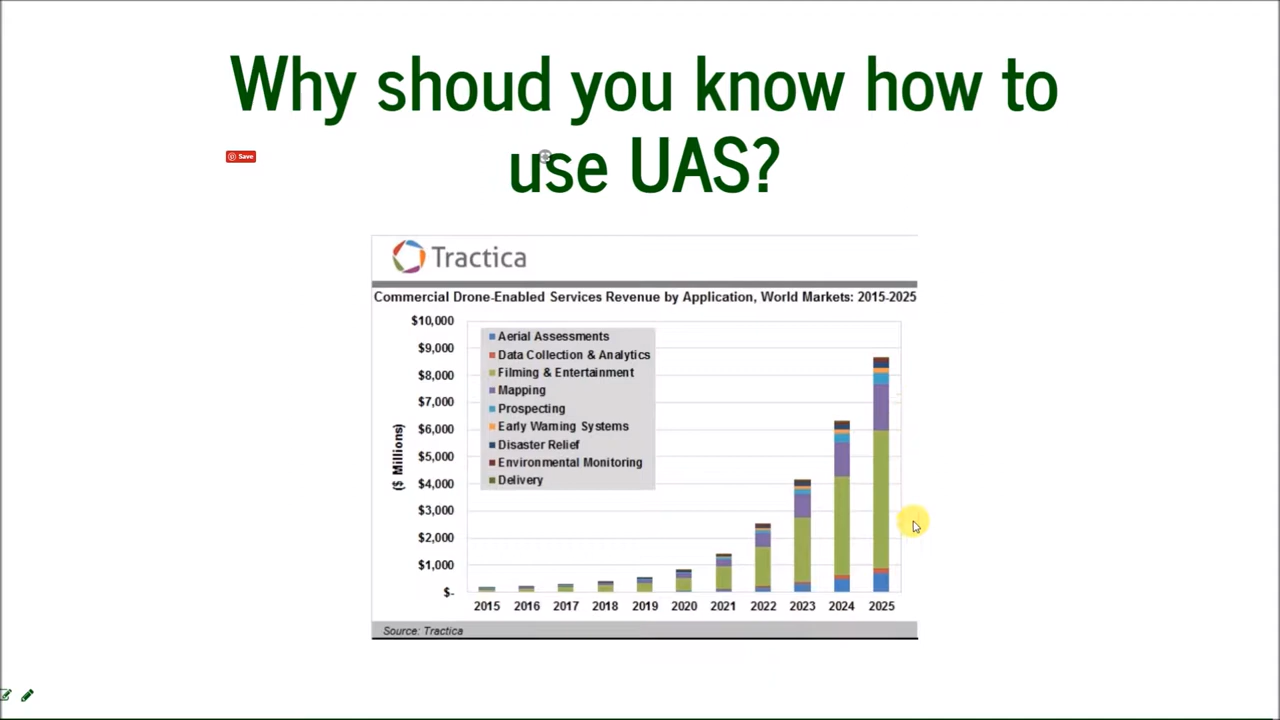 Why shoud you know how to
use UAS?
Save
Tractica
Commercial Drone-Enabled Services Revenue by Application, World Markets: 2015-2025
$10,000
$9,000
$8,000
$7,000
$6,000
$5,000
$4,000
$3,000
$2,000
$1,000
$-
($ Millions)
Aerial Assessments
Data Collection & Analytics
Filming & Entertainment
Mapping
Prospecting
Early Warning Systems
Disaster Relief
Environmental Monitoring
Delivery
2015 2016 2017 2018 2019 2020 2021 2022 2023 2024 2025
Source: Tractica